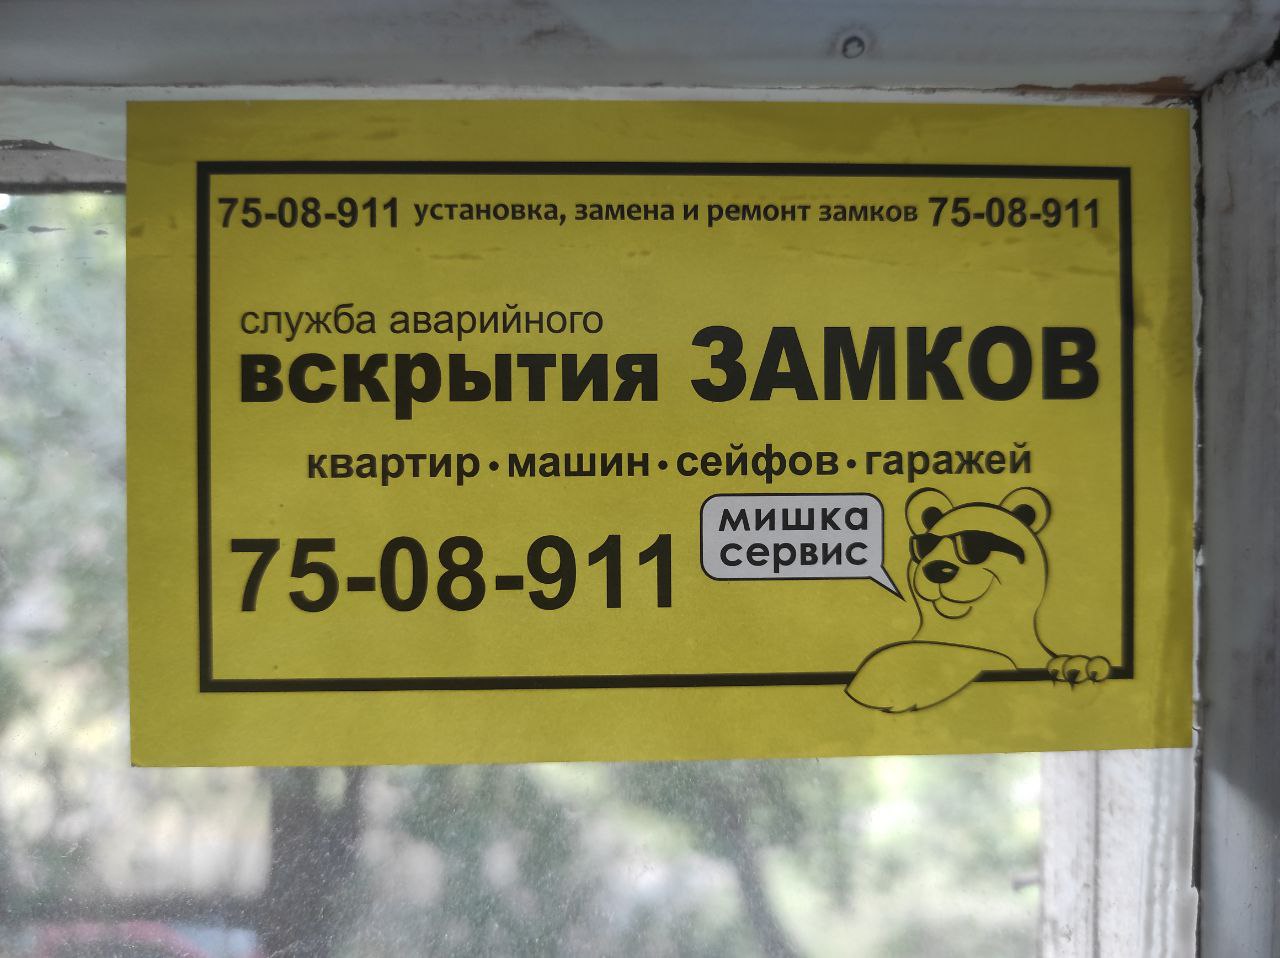 75-08-911 установка, замена и ремонт замков 75-08-911
служба аварийного
вскрытия ЗАМКОВ
квартир • машин • сейфов • гаражей
75-08-911
мишка
сервис